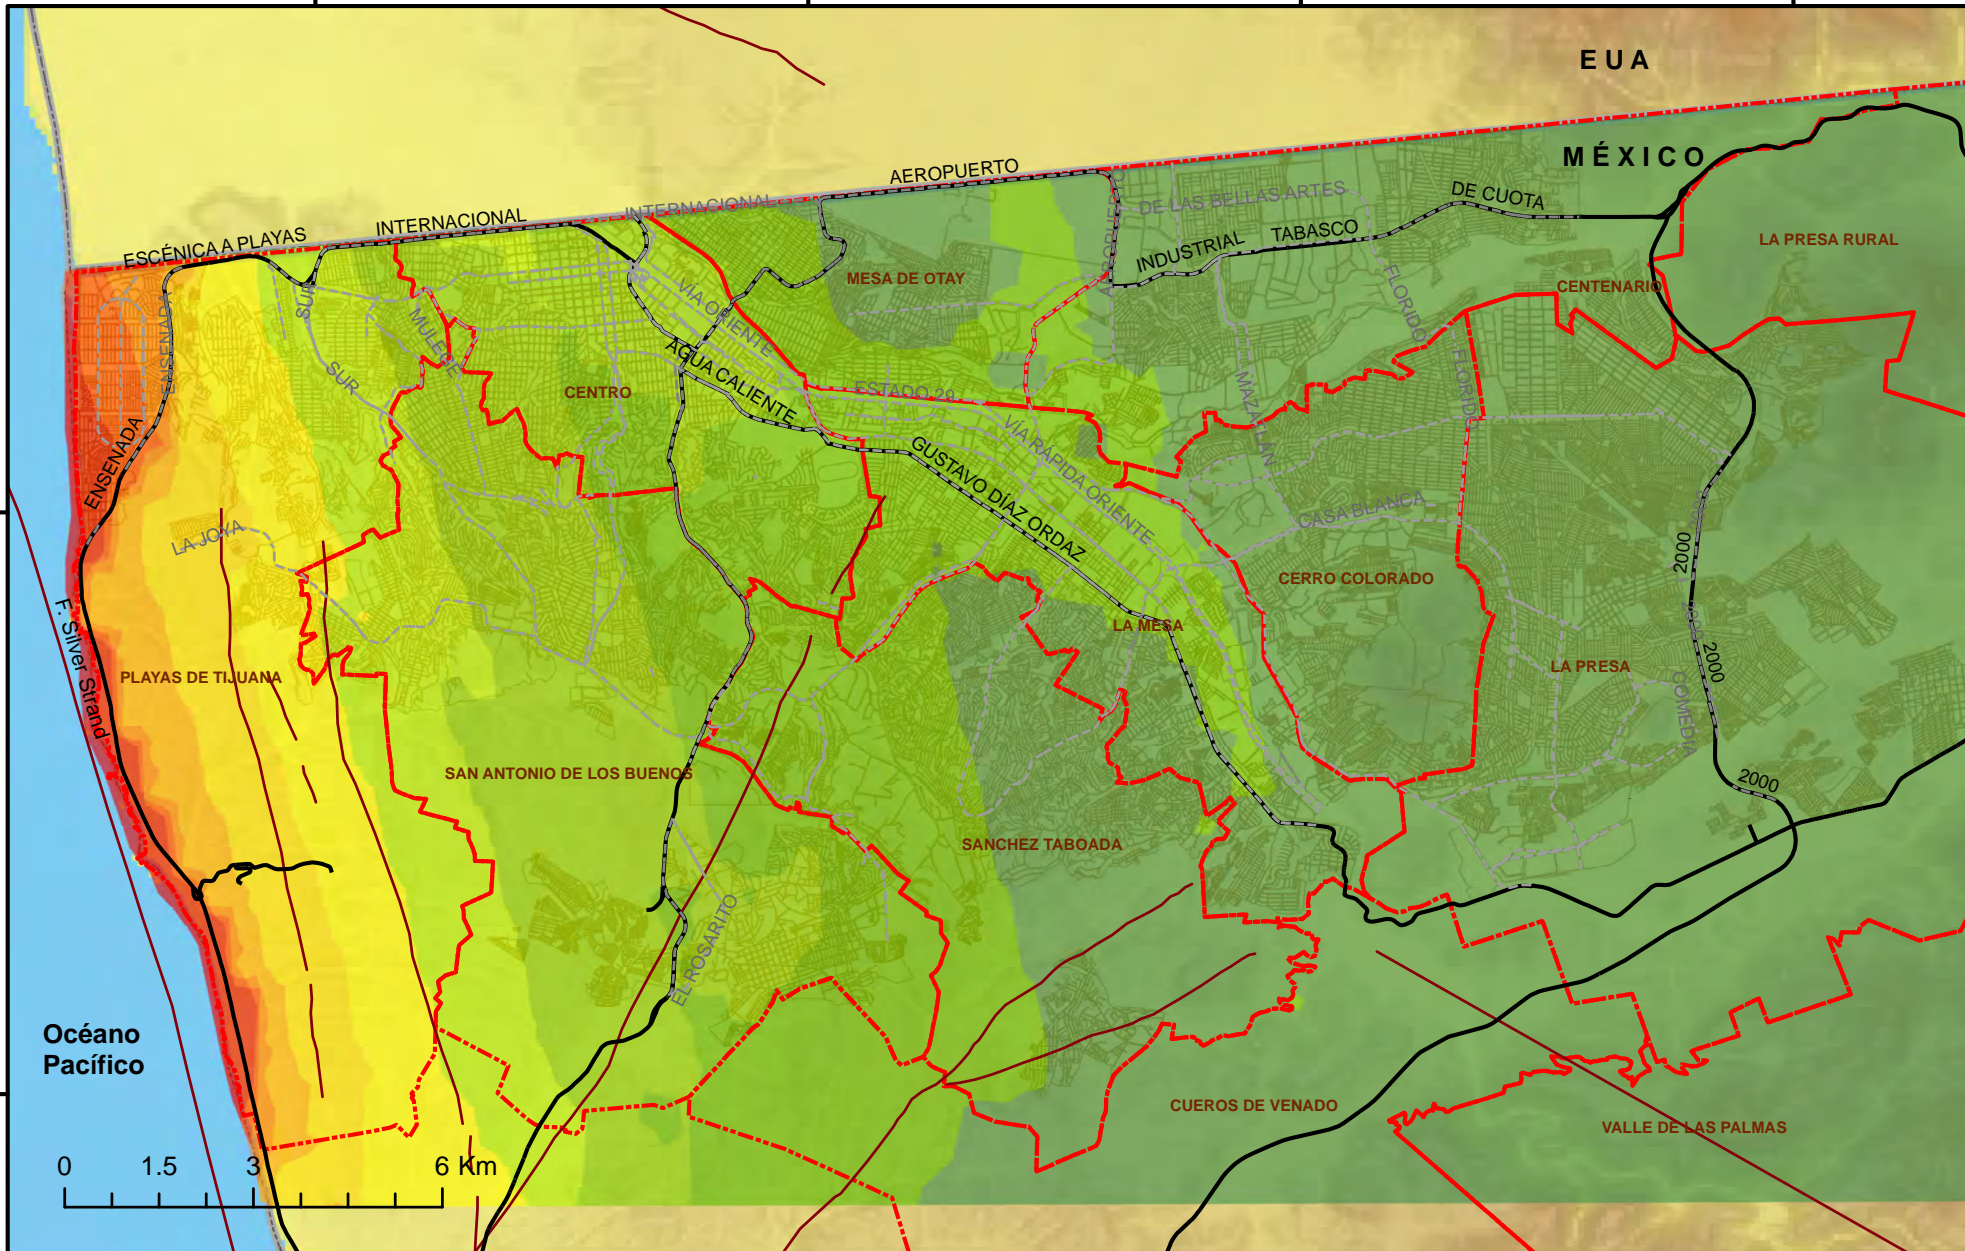 EUA
MÉXICO
AEROPUERTO
INTERNACIONAL
INTERNACIONAL
ESCÉNICA A PLAYAS
DE LAS BELLAS ARTES
DE CUOTA
INDUSTRIAL
TABASCO
LA PRESA RURAL
MESA DE OTAY
CENTENARIO
FLORIDO
FLORIDO
SUR
SUR
MULEGE
VÍA ORIENTE
ENSENADA
ENSENADA
CENTRO
AGUA CALIENTE
ESTADO 29
MAZATLÁN
VÍA RÁPIDA ORIENTE
GUSTAVO DÍAZ ORDAZ
CASA BLANCA
LA JOYA
CERRO COLORADO
2000
2000
2000
2000
F. Silver Strand
LA MESA
LA PRESA
COMEDIA
PLAYAS DE TIJUANA
SAN ANTONIO DE LOS BUENOS
SANCHEZ TABOADA
EL ROSARITO
Océano
Pacífico
CUEROS DE VENADO
VALLE DE LAS PALMAS
0 1.5 3 6 Km